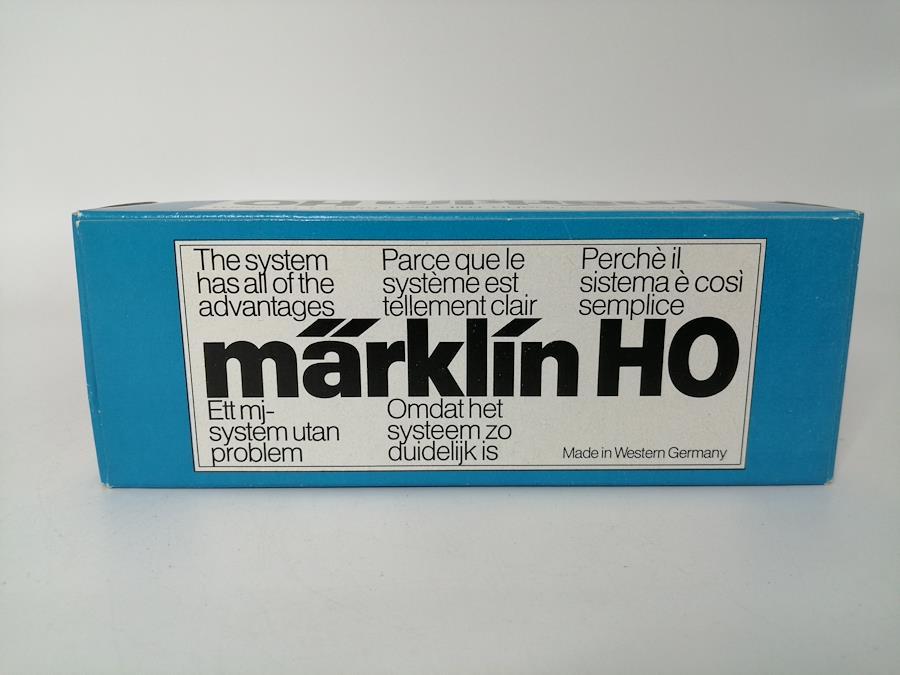 The system
has all of the
advantages
Parce que le
système est
tellement clair
Perchè il
sistema è così
semplice
märklin HO
Ett mj-
system utan
problem
Omdat het
systeem zo
duidelijk is
Made in Western Germany